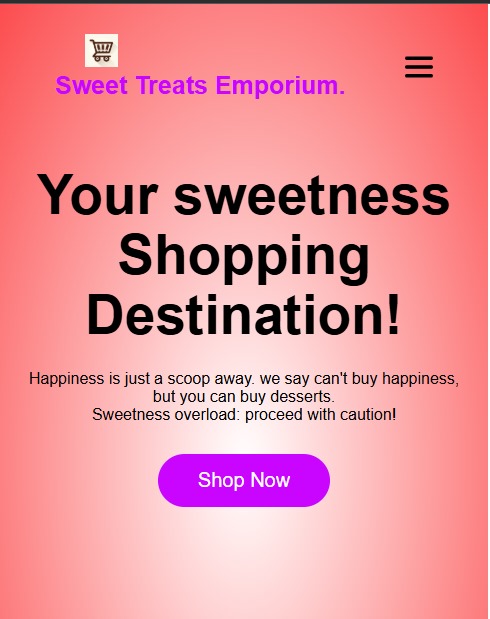 Sweet Treats Emporium.
Your sweetness
Shopping
Destination!
Happiness is just a scoop away. we say can't buy happiness,
but you can buy desserts.
Sweetness overload: proceed with caution!
Shop Now